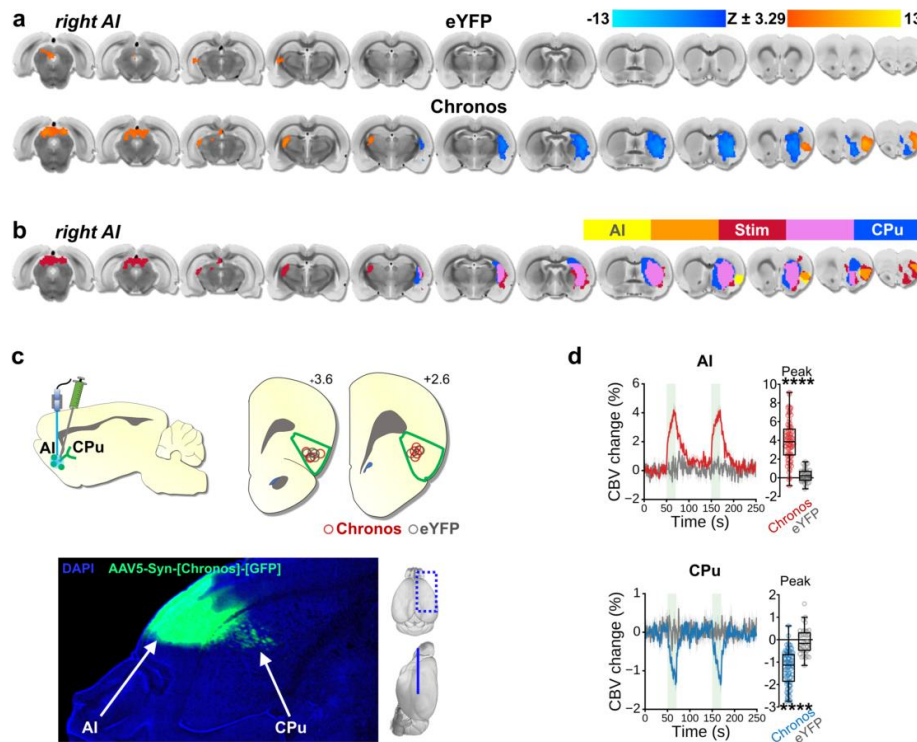 a
right AI
eYFP
-13
Z ± 3.29
13
Chronos
b
right AI
AI
Stim
CPu
c
AI
CPu
+3.6
+2.6
Chronos
eYFP
DAPI
AAV5-Syn-[Chronos]-[GFP]
AI
CPu
d
AI
CBV change (%)
6
4
2
0
−2
0 50 100 150 200 250
Time (s)
Peak
****
10
8
6
4
2
0
-2
Chronos
eYFP
CPu
CBV change (%)
1
0
−1
−2
0 50 100 150 200 250
Time (s)
Peak
2
1
0
-1
-2
-3
****
Chronos
eYFP